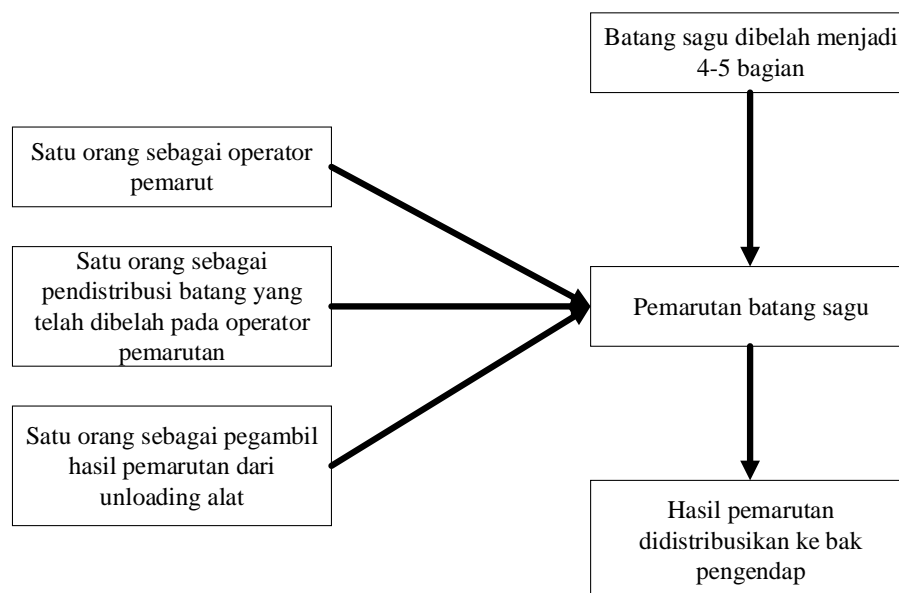 Batang sagu dibelah menjadi
4-5 bagian
Satu orang sebagai operator
pemarut
Satu orang sebagai
pendistribusi batang yang
telah dibelah pada operator
pemarutan
Pemarutan batang sagu
Satu orang sebagai pegambil
hasil pemarutan dari
unloading alat
Hasil pemarutan
didistribusikan ke bak
pengendap